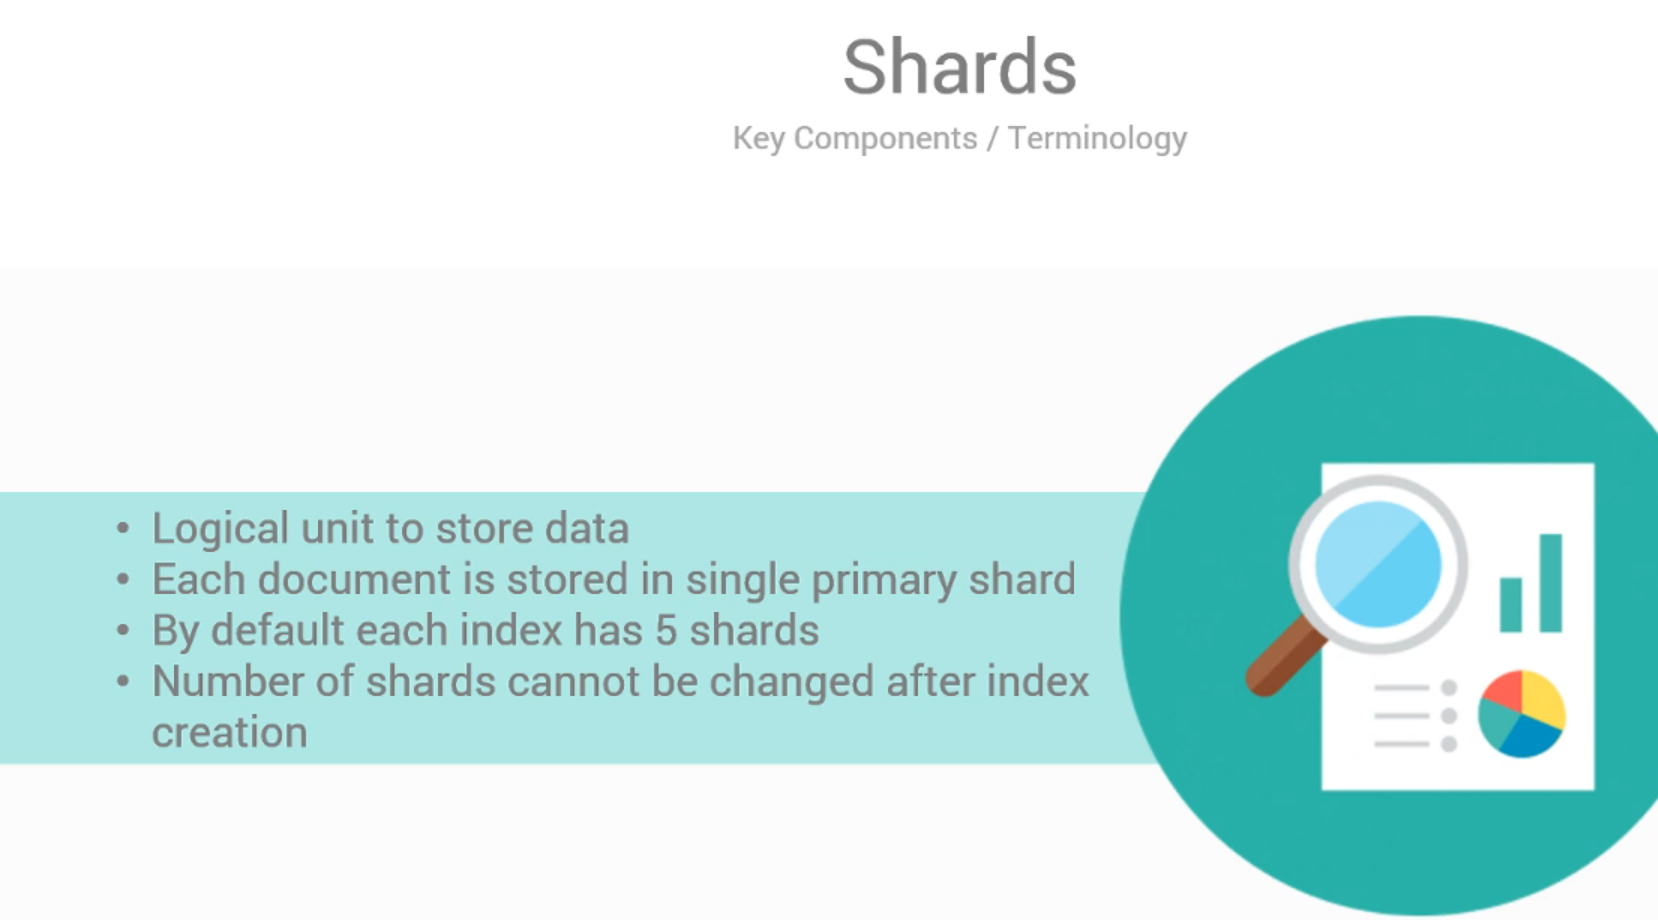 Shards
Key Components / Terminology
• Logical unit to store data
• Each document is stored in single primary shard
• By default each index has 5 shards
• Number of shards cannot be changed after index
creation